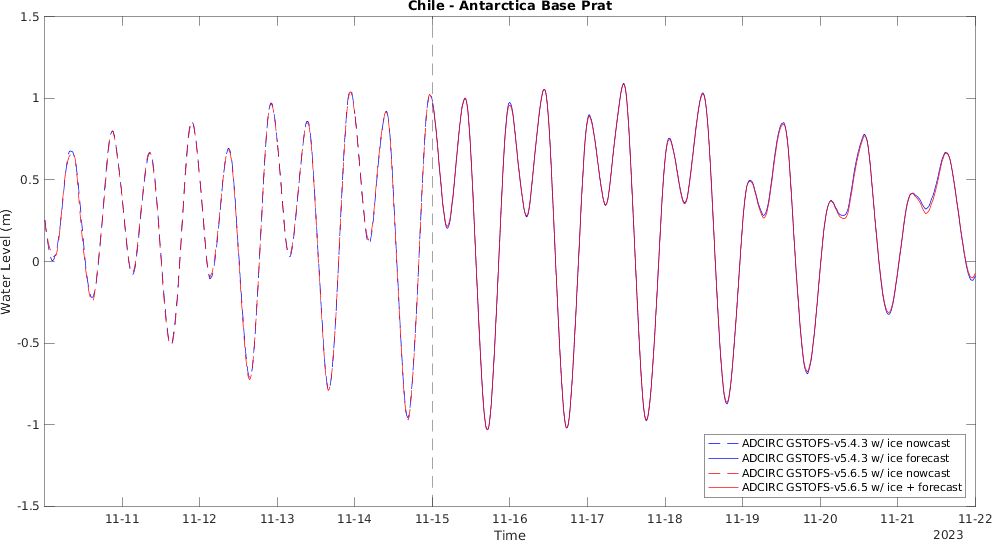 Chile - Antarctica Base Prat
1.5
1
0.5
0
-0.5
-1
-1.5
Water Level (m)
ADCIRC GSTOFS-v5.4.3 w/ ice nowcast
ADCIRC GSTOFS-v5.4.3 w/ ice forecast
ADCIRC GSTOFS-v5.6.5 w/ ice nowcast
ADCIRC GSTOFS-v5.6.5 w/ ice + forecast
11-11 11-12 11-13 11-14 11-15 11-16 11-17 11-18 11-19 11-20 11-21 11-22
Time
2023